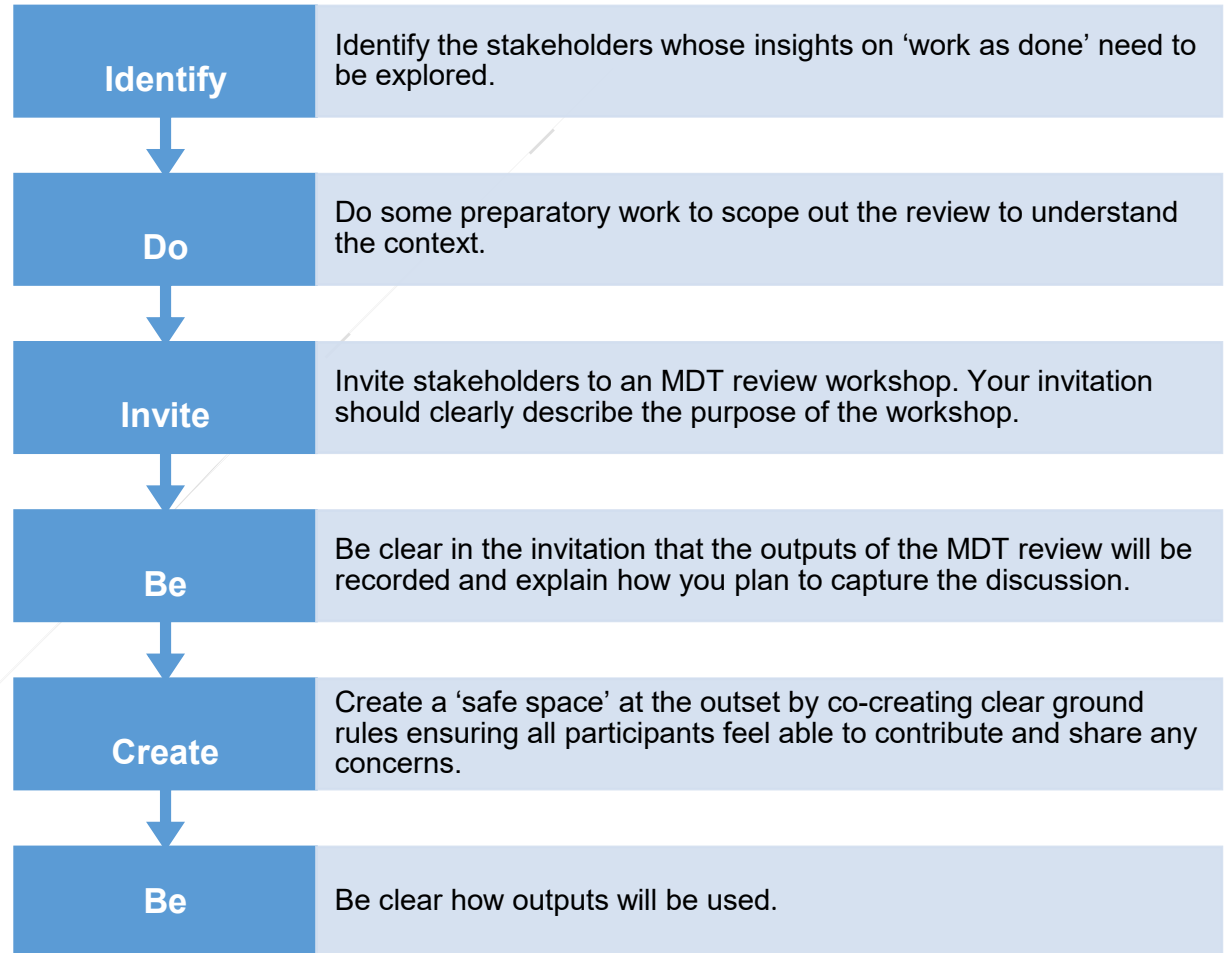 Identify
Identify the stakeholders whose insights on ‘work as done’ need to
be explored.
Do
Do some preparatory work to scope out the review to understand
the context.
Invite
Invite stakeholders to an MDT review workshop. Your invitation
should clearly describe the purpose of the workshop.
Be
Be clear in the invitation that the outputs of the MDT review will be
recorded and explain how you plan to capture the discussion.
Create
Create a ‘safe space’ at the outset by co-creating clear ground
rules ensuring all participants feel able to contribute and share any
concerns.
Be
Be clear how outputs will be used.